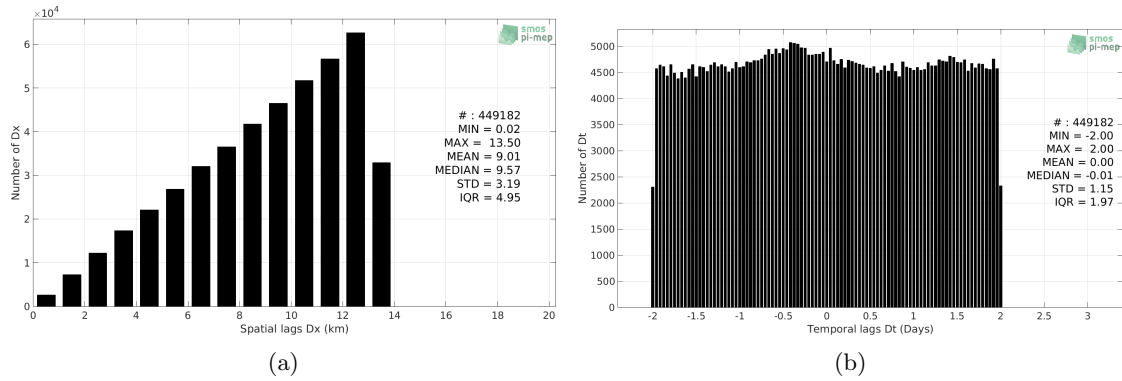 ×10⁴
6
5
4
3
2
1
0
Number of Dx
0 2 4 6 8 10 12 14 16 18 20
Spatial lags Dx (km)
smos
pi-mep
# : 449182
MIN = 0.02
MAX = 13.50
MEAN = 9.01
MEDIAN = 9.57
STD = 3.19
IQR = 4.95
(a)
5000
4500
4000
3500
3000
2500
2000
1500
1000
500
0
Number of Dt
-2 -1.5 -1 -0.5 0 0.5 1 1.5 2 2.5 3
Temporal lags Dt (Days)
smos
pi-mep
# : 449182
MIN = -2.00
MAX = 2.00
MEAN = 0.00
MEDIAN = -0.01
STD = 1.15
IQR = 1.97
(b)